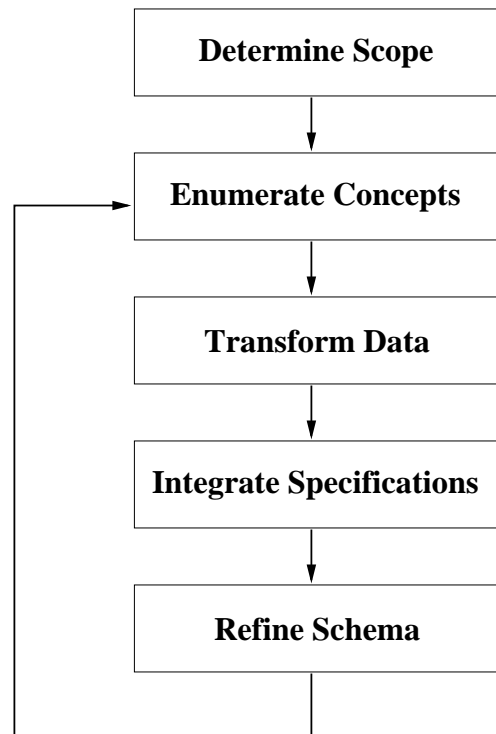 Determine Scope
Enumerate Concepts
Transform Data
Integrate Specifications
Refine Schema